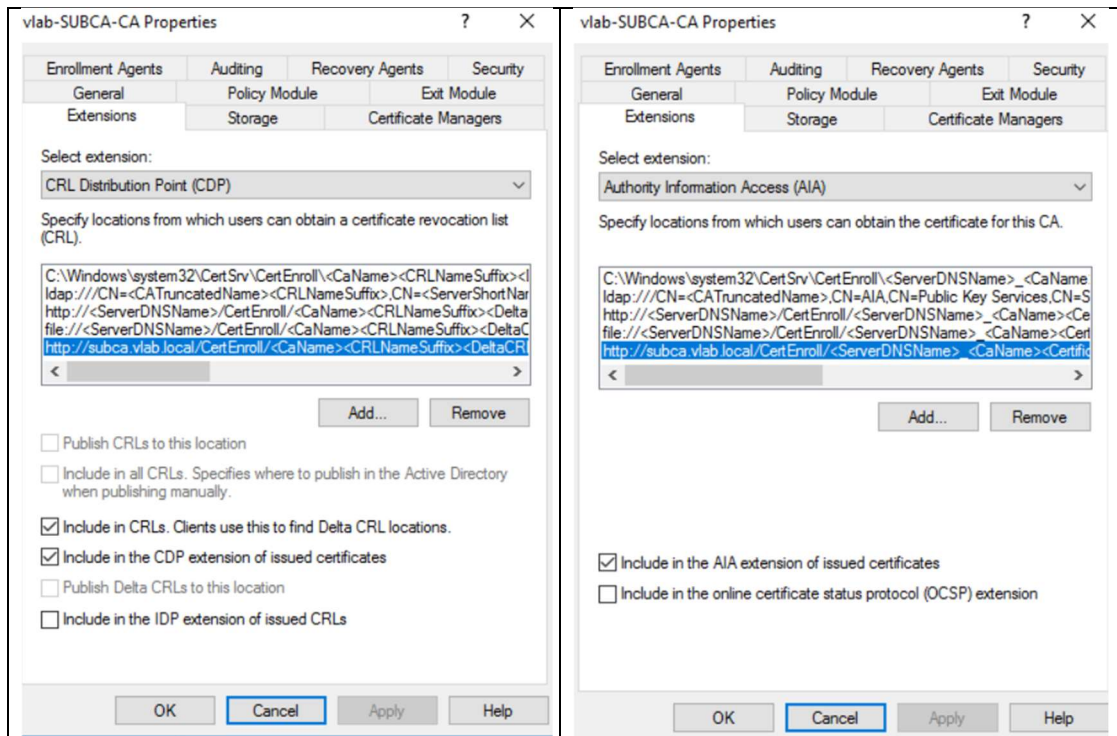 vlab-SUBCA-CA Properties ? ×
Enrollment Agents Auditing Recovery Agents Security
General Policy Module Exit Module
Extensions Storage Certificate Managers
Select extension:
CRL Distribution Point (CDP)
Specify locations from which users can obtain a certificate revocation list
(CRL).
C:\Windows\system32\CertSrv\CertEnroll\<CaName><CRLNameSuffix><
ldap:///CN=<CATruncatedName><CRLNameSuffix>,CN=<ServerShortNar
http://<ServerDNSName>/CertEnroll/<CaName><CRLNameSuffix><Delta
file://<ServerDNSName>/CertEnroll/<CaName><CRLNameSuffix><DeltaC
http://subca.vlab.local/CertEnroll/<CaName><CRLNameSuffix><DeltaCRl
Add... Remove
Publish CRLs to this location
Include in all CRLs. Specifies where to publish in the Active Directory
when publishing manually.
Include in CRLs. Clients use this to find Delta CRL locations.
Include in the CDP extension of issued certificates
Publish Delta CRLs to this location
Include in the IDP extension of issued CRLs
OK Cancel Apply Help
vlab-SUBCA-CA Properties ? ×
Enrollment Agents Auditing Recovery Agents Security
General Policy Module Exit Module
Extensions Storage Certificate Managers
Select extension:
Authority Information Access (AIA)
Specify locations from which users can obtain the certificate for this CA.
C:\Windows\system32\CertSrv\CertEnroll\<ServerDNSName>_<CaName
ldap:///CN=<CATruncatedName>,CN=AIA,CN=Public Key Services,CN=S
http://<ServerDNSName>/CertEnroll/<ServerDNSName>_<CaName><Ce
file://<ServerDNSName>/CertEnroll/<ServerDNSName>_<CaName><Cert
http://subca.vlab.local/CertEnroll/<ServerDNSName>_<CaName><Certific
Add... Remove
Include in the AIA extension of issued certificates
Include in the online certificate status protocol (OCSP) extension
OK Cancel Apply Help